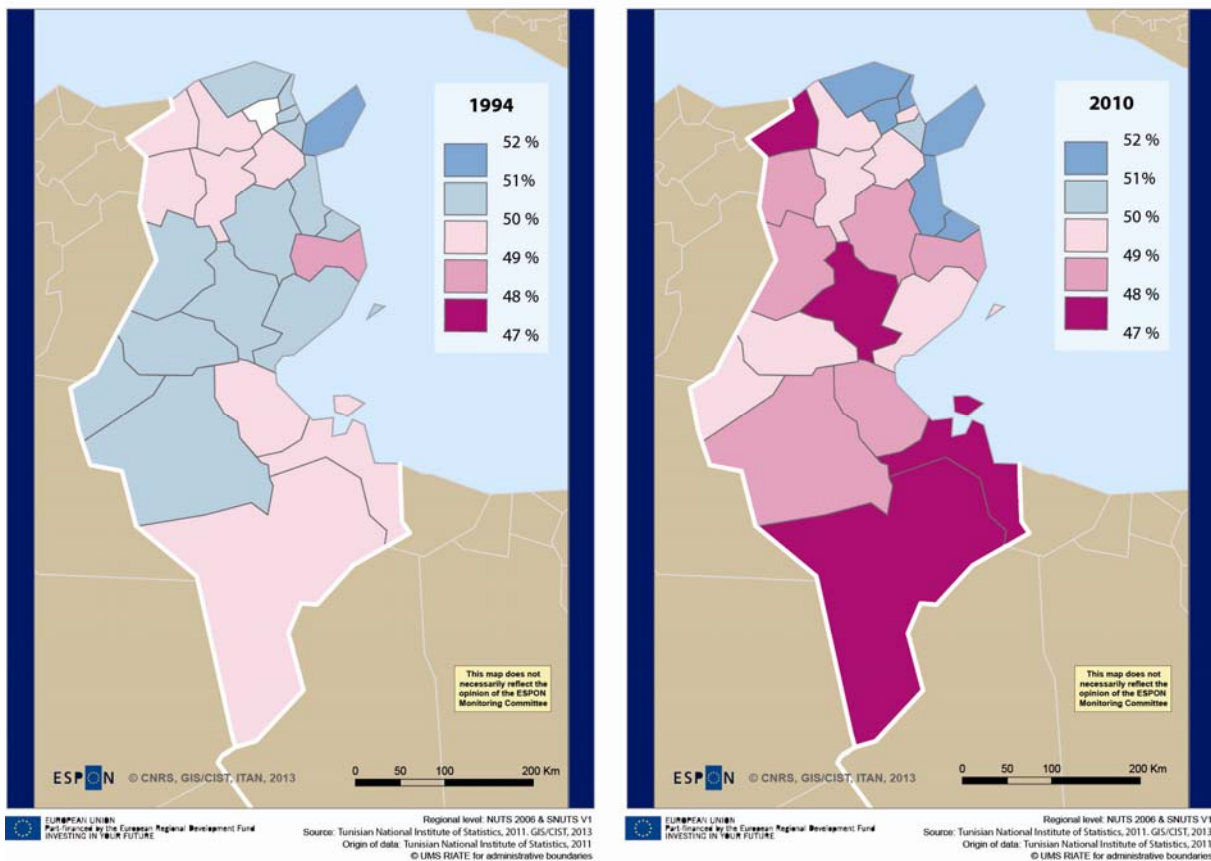 1994
52 %
51%
50 %
49 %
48 %
47 %
This map does not
necessarily reflect the
opinion of the ESPON
Monitoring Committee
ESPON © CNRS, GIS/CIST, ITAN, 2013
0 50 100 200 Km
EUROPEAN UNION
Part-financed by the European Regional Development Fund
INVESTING IN YOUR FUTURE
Regional level: NUTS 2006 & SNUTS V1
Source: Tunisian National Institute of Statistics, 2011. GIS/CIST, 2013
Origin of data: Tunisian National Institute of Statistics, 2011
© UMS RIATE for administrative boundaries
2010
52 %
51%
50 %
49 %
48 %
47 %
This map does not
necessarily reflect the
opinion of the ESPON
Monitoring Committee
ESPON © CNRS, GIS/CIST, ITAN, 2013
0 50 100 200 Km
EUROPEAN UNION
Part-financed by the European Regional Development Fund
INVESTING IN YOUR FUTURE
Regional level: NUTS 2006 & SNUTS V1
Source: Tunisian National Institute of Statistics, 2011. GIS/CIST, 2013
Origin of data: Tunisian National Institute of Statistics, 2011
© UMS RIATE for administrative boundaries